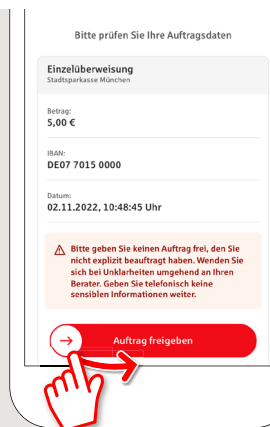 Bitte prüfen Sie Ihre Auftragsdaten
Einzelüberweisung
Stadtsparkasse München
Betrag:
5,00 €
IBAN:
DE07 7015 0000
Datum:
02.11.2022, 10:48:45 Uhr
Bitte geben Sie keinen Auftrag frei, den Sie
nicht explizit beauftragt haben. Wenden Sie
sich bei Unklarheiten umgehend an Ihren
Berater. Geben Sie telefonisch keine
sensiblen Informationen weiter.
Auftrag freigeben